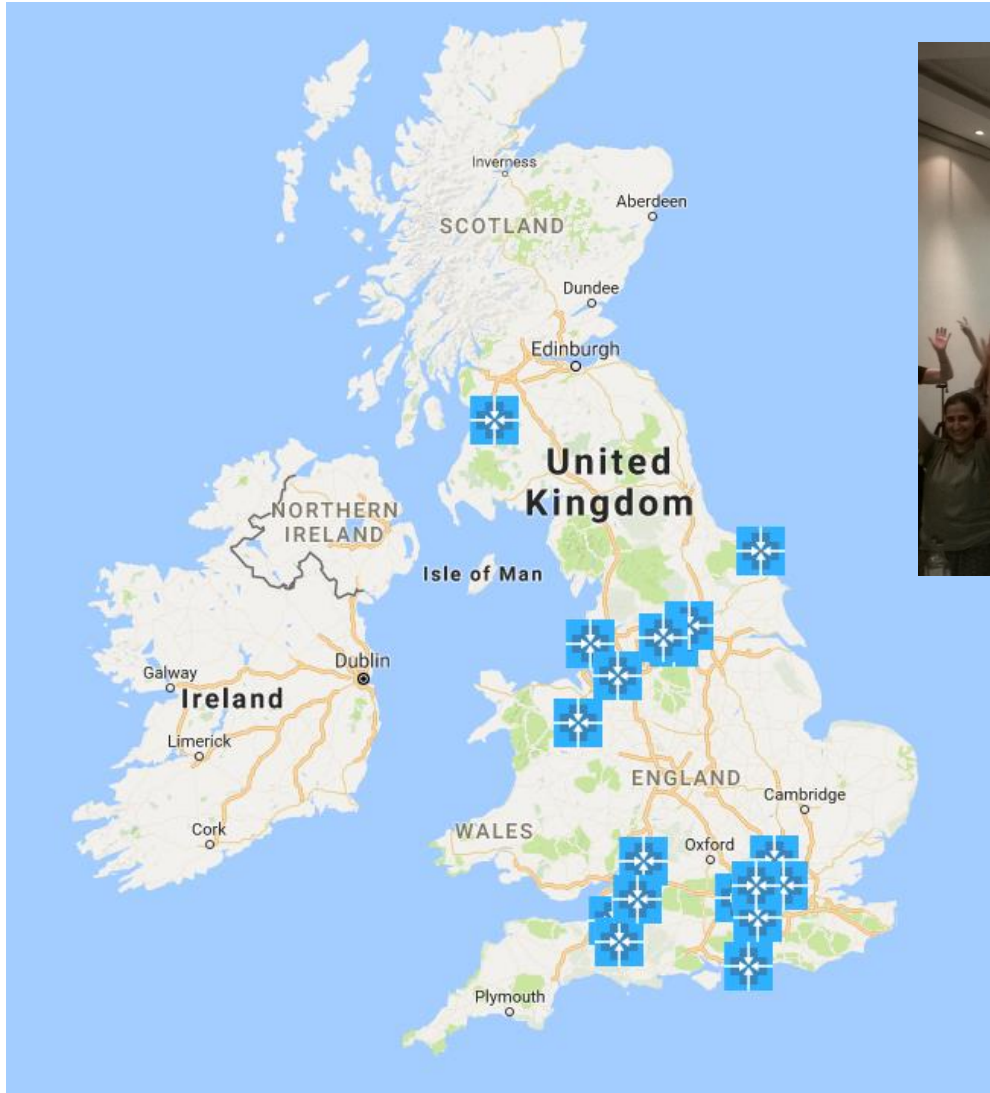 Inverness
Aberdeen
SCOTLAND
Dundee
Edinburgh
United
Kingdom
NORTHERN
IRELAND
Isle of Man
Dublin
Galway
Ireland
Limerick
ENGLAND
Cambridge
Cork
WALES
Oxford
Plymouth